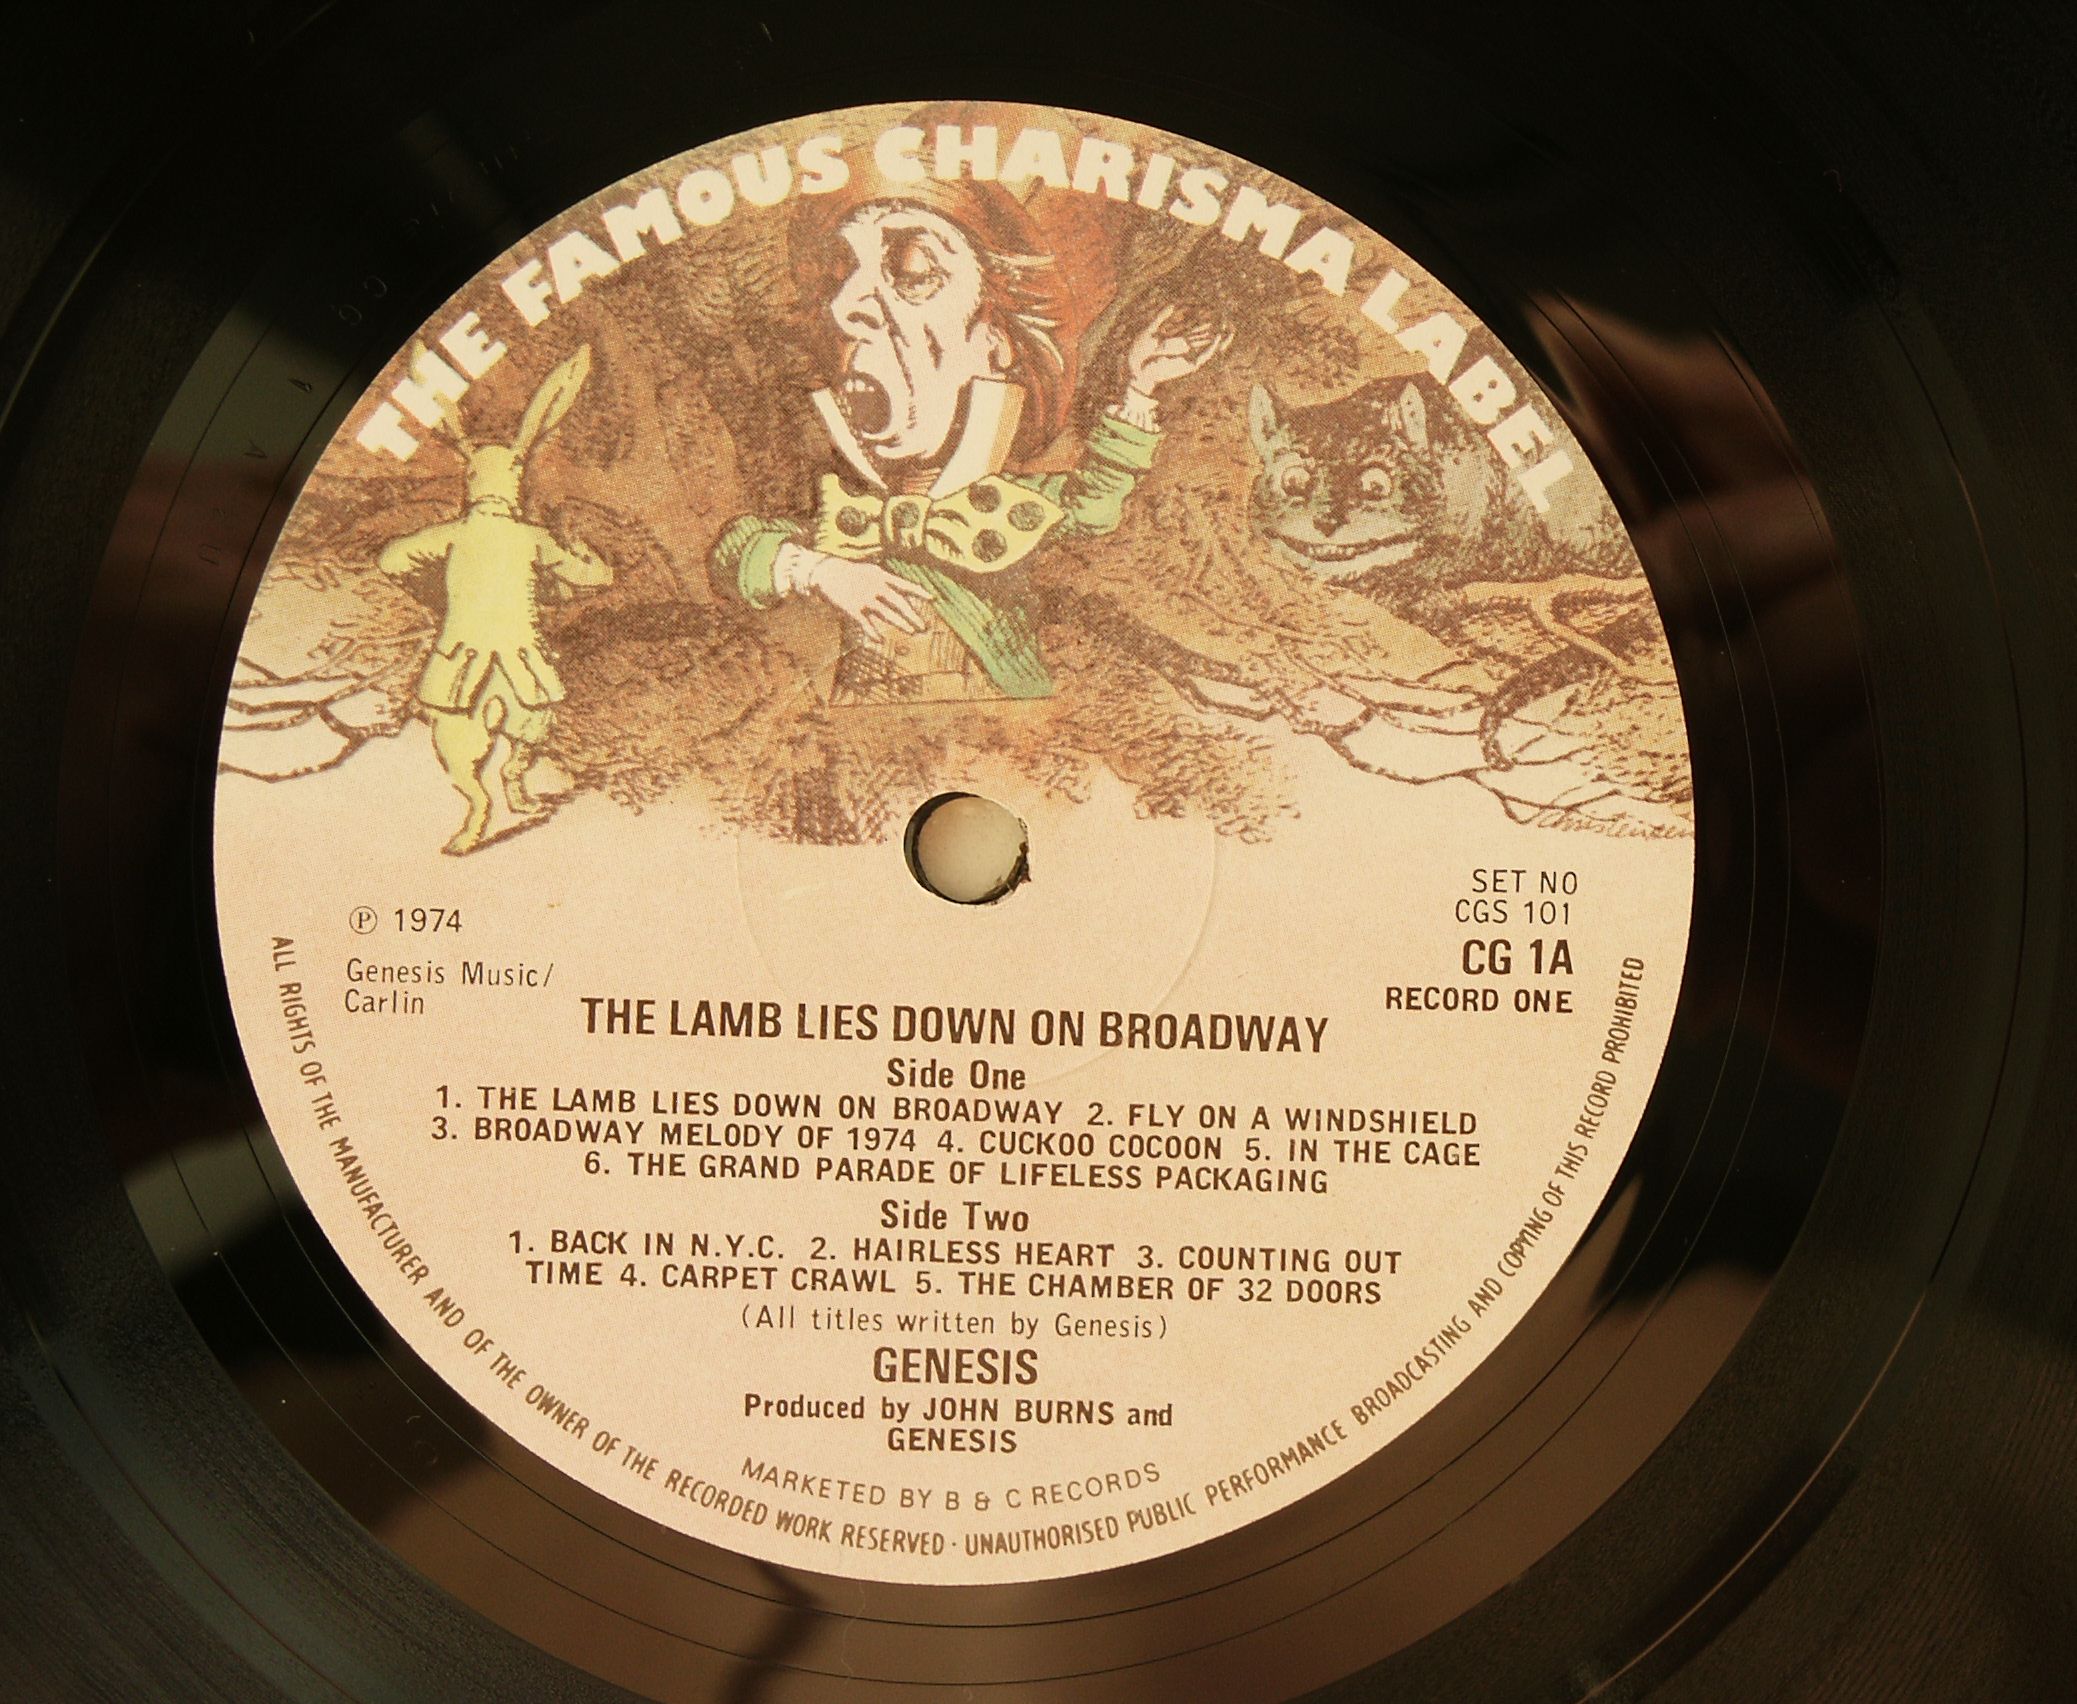 THE FAMOUS CHARISMA LABEL
SET NO
CGS 101
CG 1A
RECORD ONE
℗ 1974
Genesis Music/
Carlin
THE LAMB LIES DOWN ON BROADWAY
Side One
1. THE LAMB LIES DOWN ON BROADWAY 2. FLY ON A WINDSHIELD
3. BROADWAY MELODY OF 1974 4. CUCKOO COCOON 5. IN THE CAGE
6. THE GRAND PARADE OF LIFELESS PACKAGING
Side Two
1. BACK IN N.Y.C. 2. HAIRLESS HEART 3. COUNTING OUT
TIME 4. CARPET CRAWL 5. THE CHAMBER OF 32 DOORS
(All titles written by Genesis)
GENESIS
Produced by JOHN BURNS and
GENESIS
MARKETED BY B & C RECORDS
ALL RIGHTS OF THE MANUFACTURER AND OF THE OWNER OF THE RECORDED WORK RESERVED · UNAUTHORISED PUBLIC PERFORMANCE BROADCASTING AND COPYING OF THIS RECORD PROHIBITED